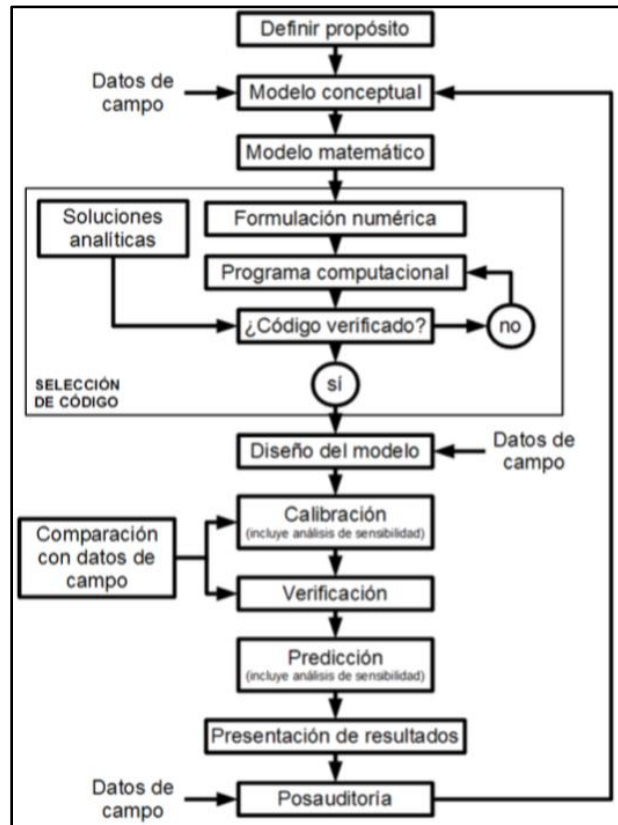 Definir propósito
Datos de
campo
Modelo conceptual
Modelo matemático
Soluciones
analíticas
Formulación numérica
Programa computacional
¿Código verificado?
no
sí
SELECCIÓN
DE CÓDIGO
Diseño del modelo
Datos de
campo
Calibración
(incluye análisis de sensibilidad)
Comparación
con datos de
campo
Verificación
Predicción
(incluye análisis de sensibilidad)
Presentación de resultados
Datos de
campo
Posauditoría